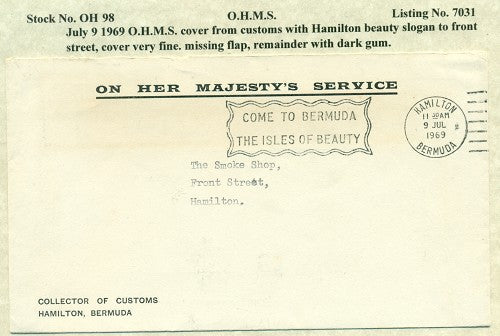 Stock No. OH 98 O.H.M.S. Listing No. 7031
July 9 1969 O.H.M.S. cover from customs with Hamilton beauty slogan to front
street, cover very fine. missing flap, remainder with dark gum.
ON HER MAJESTY'S SERVICE
COME TO BERMUDA
THE ISLES OF BEAUTY
HAMILTON
AM
9 JUL
1969
BERMUDA
The Smoke Shop,
Front Street,
Hamilton.
COLLECTOR OF CUSTOMS
HAMILTON, BERMUDA